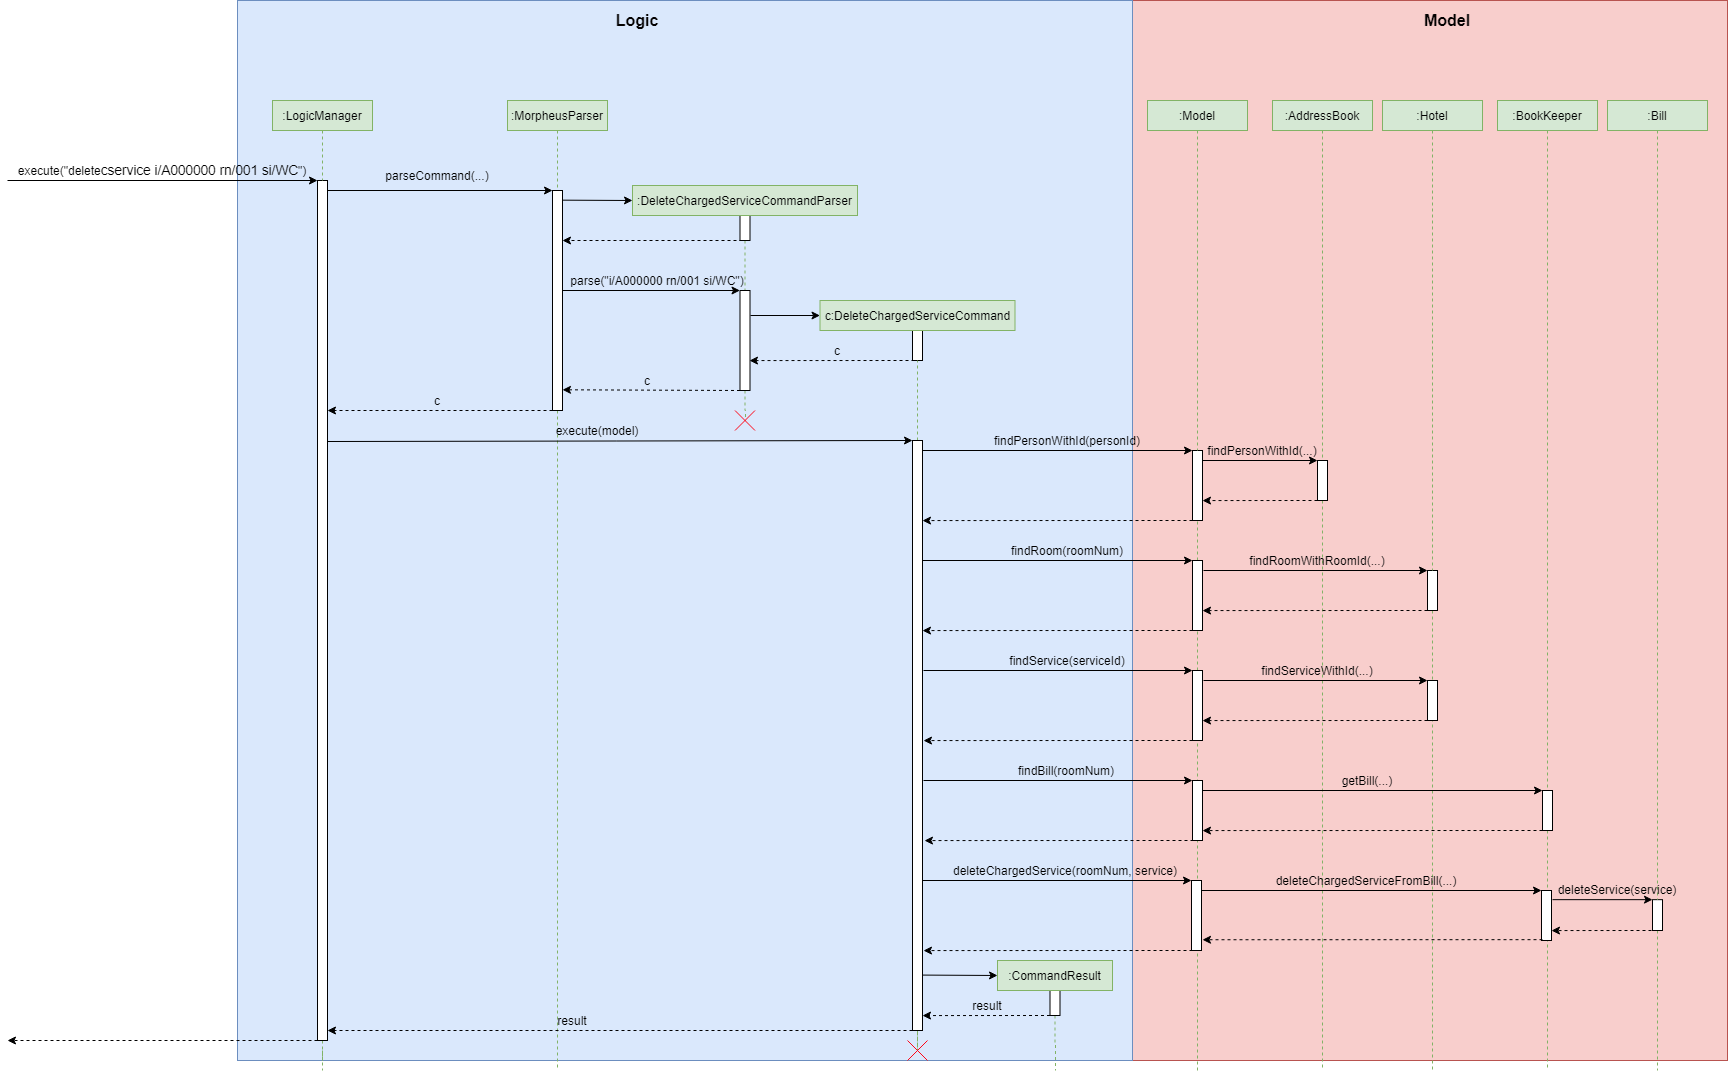 Logic
Model
:LogicManager
:MorpheusParser
:Model
:AddressBook
:Hotel
:BookKeeper
:Bill
execute("deletecservice i/A000000 rn/001 si/WC")
parseCommand(...)
:DeleteChargedServiceCommandParser
parse("i/A000000 rn/001 si/WC")
c:DeleteChargedServiceCommand
c
c
c
execute(model)
findPersonWithId(personId)
findPersonWithId(...)
findRoom(roomNum)
findRoomWithRoomId(...)
findService(serviceId)
findServiceWithId(...)
findBill(roomNum)
getBill(...)
deleteChargedService(roomNum, service)
deleteChargedServiceFromBill(...)
deleteService(service)
:CommandResult
result
result